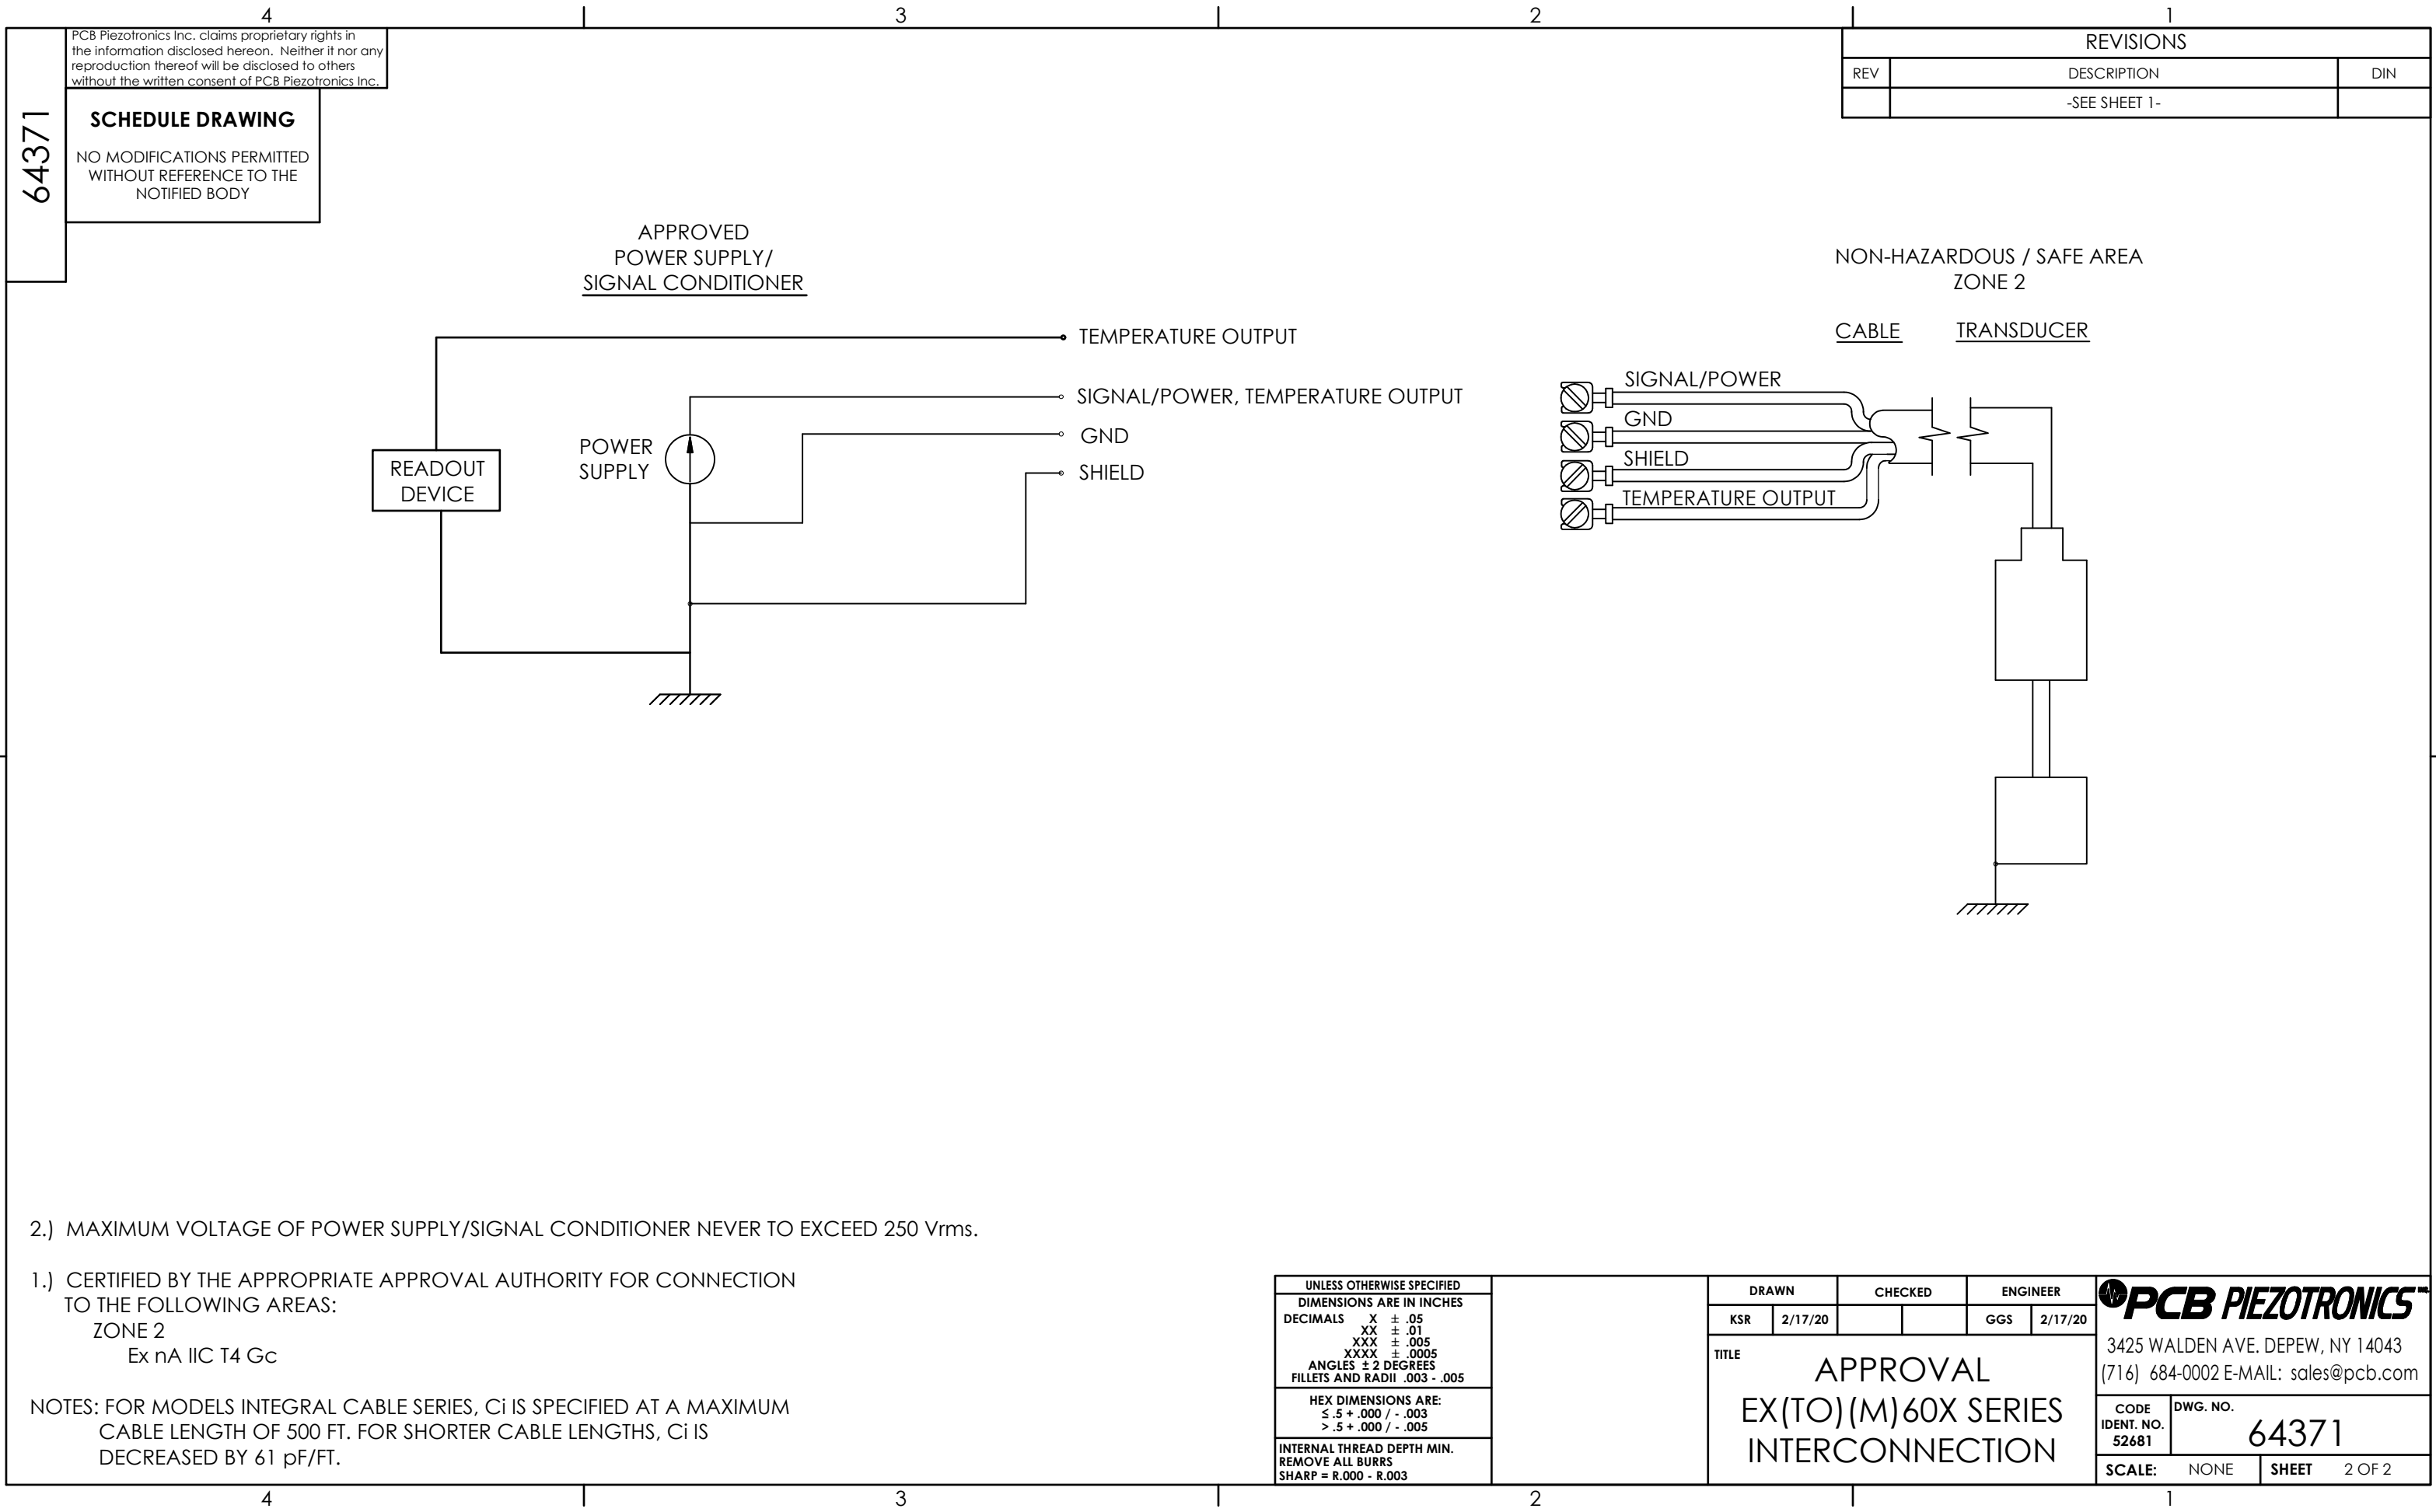 4 3 2 1
PCB Piezotronics Inc. claims proprietary rights in
the information disclosed hereon. Neither it nor any
reproduction thereof will be disclosed to others
without the written consent of PCB Piezotronics Inc.
64371
SCHEDULE DRAWING
NO MODIFICATIONS PERMITTED
WITHOUT REFERENCE TO THE
NOTIFIED BODY
REVISIONS
REV DESCRIPTION DIN
-SEE SHEET 1-
APPROVED
POWER SUPPLY/
SIGNAL CONDITIONER
TEMPERATURE OUTPUT
SIGNAL/POWER, TEMPERATURE OUTPUT
GND
SHIELD
POWER
SUPPLY
READOUT
DEVICE
NON-HAZARDOUS / SAFE AREA
ZONE 2
CABLE TRANSDUCER
SIGNAL/POWER
GND
SHIELD
TEMPERATURE OUTPUT
2.) MAXIMUM VOLTAGE OF POWER SUPPLY/SIGNAL CONDITIONER NEVER TO EXCEED 250 Vrms.
1.) CERTIFIED BY THE APPROPRIATE APPROVAL AUTHORITY FOR CONNECTION
TO THE FOLLOWING AREAS:
ZONE 2
Ex nA IIC T4 Gc
NOTES: FOR MODELS INTEGRAL CABLE SERIES, Ci IS SPECIFIED AT A MAXIMUM
CABLE LENGTH OF 500 FT. FOR SHORTER CABLE LENGTHS, Ci IS
DECREASED BY 61 pF/FT.
UNLESS OTHERWISE SPECIFIED
DIMENSIONS ARE IN INCHES
DECIMALS X ± .05
XX ± .01
XXX ± .005
XXXX ± .0005
ANGLES ± 2 DEGREES
FILLETS AND RADII .003 - .005
HEX DIMENSIONS ARE:
≤ .5 + .000 / - .003
> .5 + .000 / - .005
INTERNAL THREAD DEPTH MIN.
REMOVE ALL BURRS
SHARP = R.000 - R.003
DRAWN CHECKED ENGINEER
KSR 2/17/20 GGS 2/17/20
TITLE
APPROVAL
EX(TO)(M)60X SERIES
INTERCONNECTION
PCB PIEZOTRONICS™
3425 WALDEN AVE. DEPEW, NY 14043
(716) 684-0002 E-MAIL: sales@pcb.com
CODE
IDENT. NO.
52681
DWG. NO.
64371
SCALE: NONE SHEET 2 OF 2
4 3 2 1